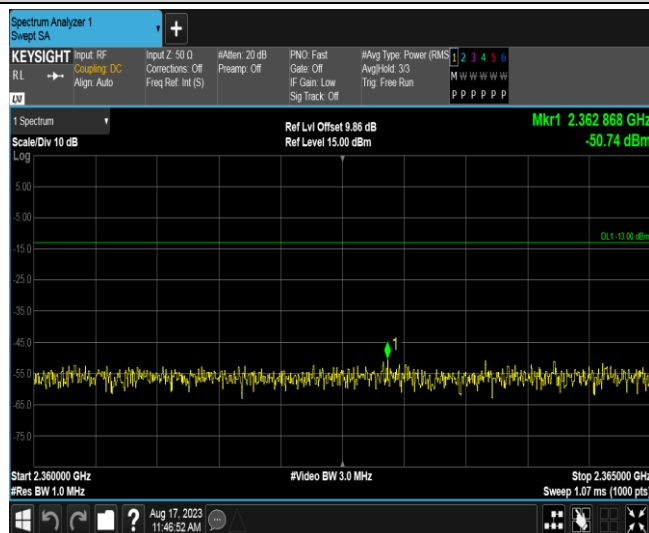 Spectrum Analyzer 1
Swept SA
+
KEYSIGHT
RL
LXI
Input: RF
Coupling: DC
Align: Auto
Input Z: 50 Ω
Corrections: Off
Freq Ref: Int (S)
#Atten: 20 dB
Preamp: Off
PNO: Fast
Gate: Off
IF Gain: Low
Sig Track: Off
#Avg Type: Power (RMS
Avg|Hold: 3/3
Trig: Free Run
1 2 3 4 5 6
M W W W W W
P P P P P P
1 Spectrum
Scale/Div 10 dB
Log
Ref Lvl Offset 9.86 dB
Ref Level 15.00 dBm
Mkr1 2.362 868 GHz
-50.74 dBm
5.00
-5.00
-15.0
-25.0
-35.0
-45.0
-55.0
-65.0
-75.0
DL1 -13.00 dBm
1
Start 2.360000 GHz
#Res BW 1.0 MHz
#Video BW 3.0 MHz
Stop 2.365000 GHz
Sweep 1.07 ms (1000 pts)
?
Aug 17, 2023
11:46:52 AM